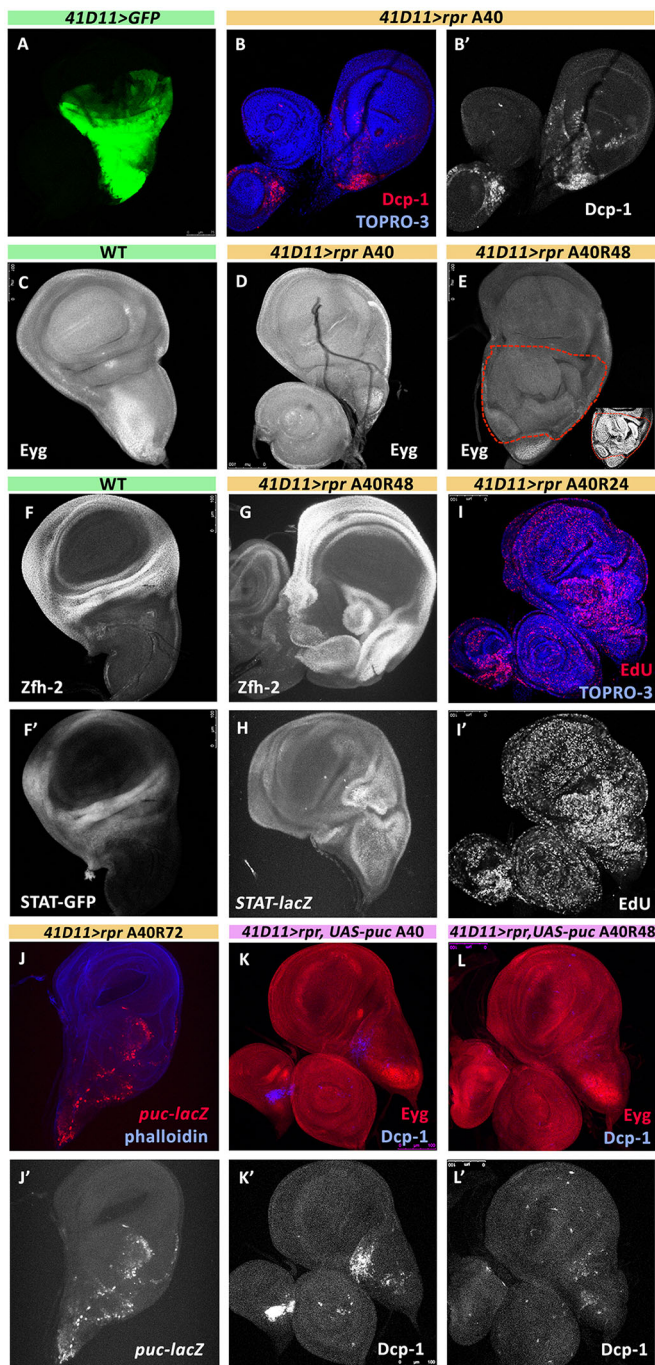 41D11>GFP
41D11>rpr A40
A
B
B’
Dcp-1
TOPRO-3
Dcp-1
WT
41D11>rpr A40
41D11>rpr A40R48
C
D
E
Eyg
Eyg
Eyg
WT
41D11>rpr A40R48
41D11>rpr A40R24
F
G
I
Zfh-2
Zfh-2
EdU
TOPRO-3
F’
H
I’
STAT-GFP
STAT-lacZ
EdU
41D11>rpr A40R72
41D11>rpr, UAS-puc A40
41D11>rpr,UAS-puc A40R48
J
K
L
puc-lacZ
phalloidin
Eyg
Dcp-1
Eyg
Dcp-1
J’
K’
L’
puc-lacZ
Dcp-1
Dcp-1